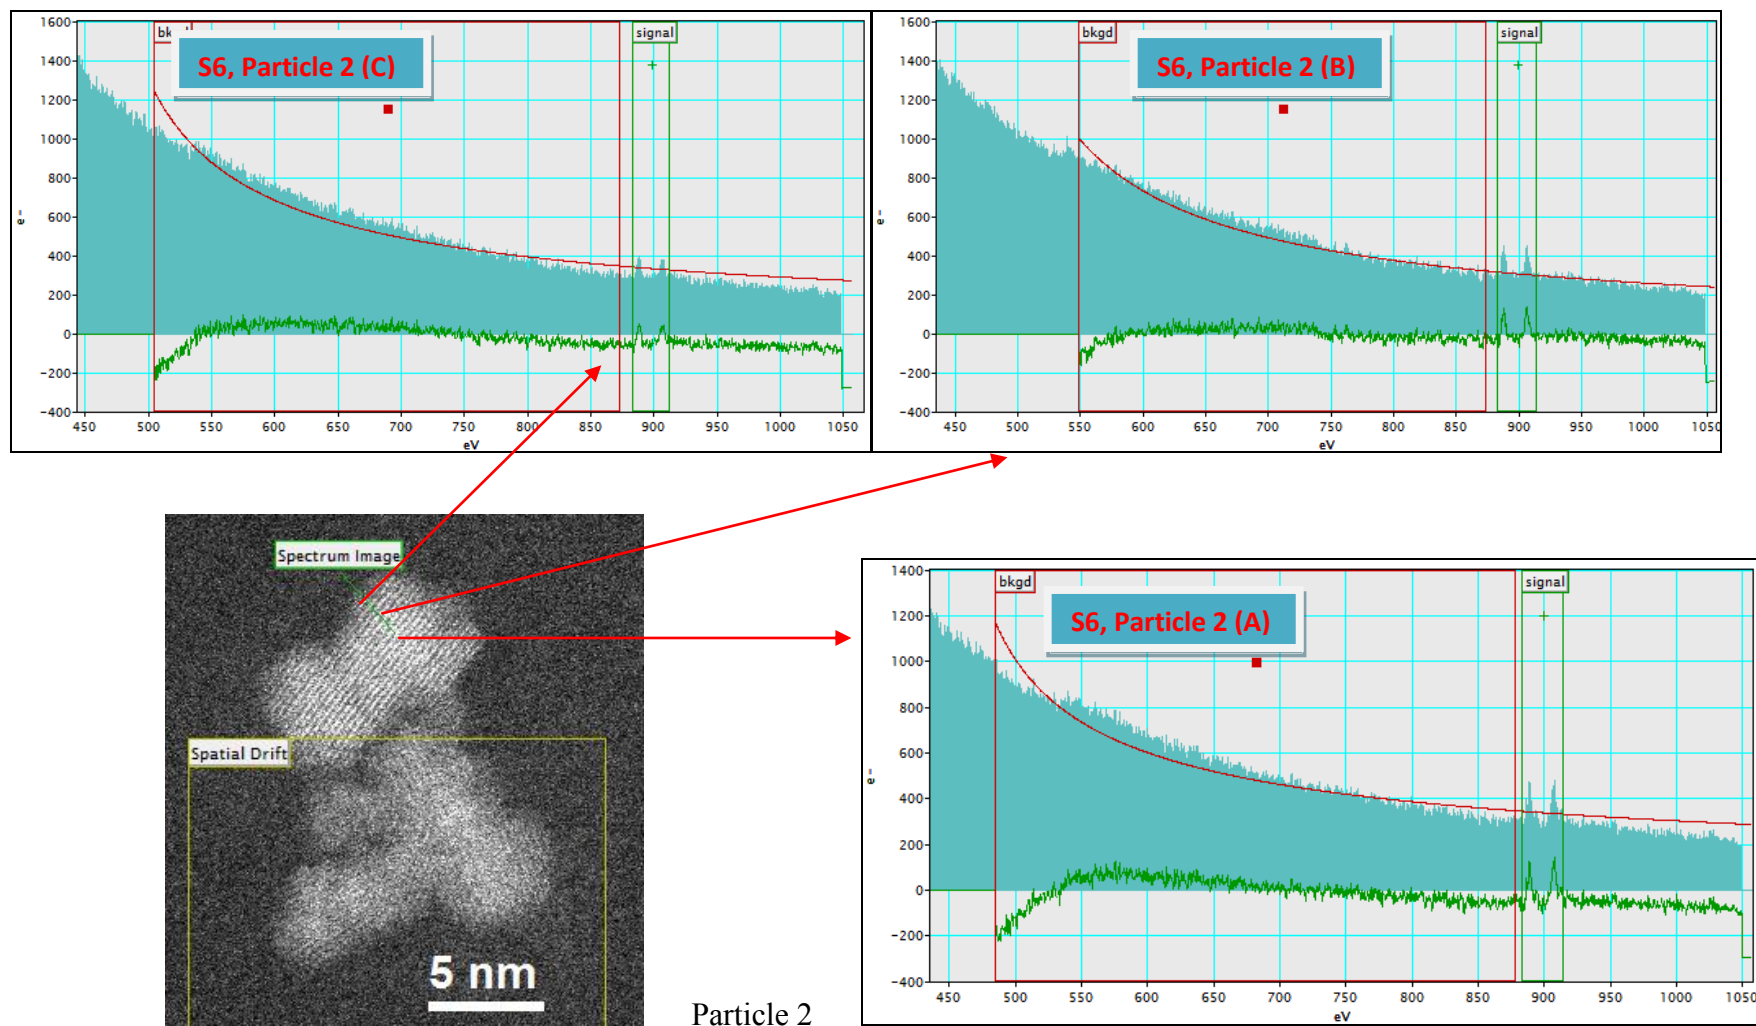 1600
1400
1200
1000
800
600
400
200
0
−200
−400
e-
bk
S6, Particle 2 (C)
signal
450 500 550 600 650 700 750 800 850 900 950 1000 1050
eV
1600
1400
1200
1000
800
600
400
200
0
−200
−400
e-
bkgd
S6, Particle 2 (B)
signal
450 500 550 600 650 700 750 800 850 900 950 1000 1050
eV
Spectrum Image
Spatial Drift
5 nm
Particle 2
1400
1200
1000
800
600
400
200
0
−200
−400
e-
bkgd
S6, Particle 2 (A)
signal
450 500 550 600 650 700 750 800 850 900 950 1000 1050
eV